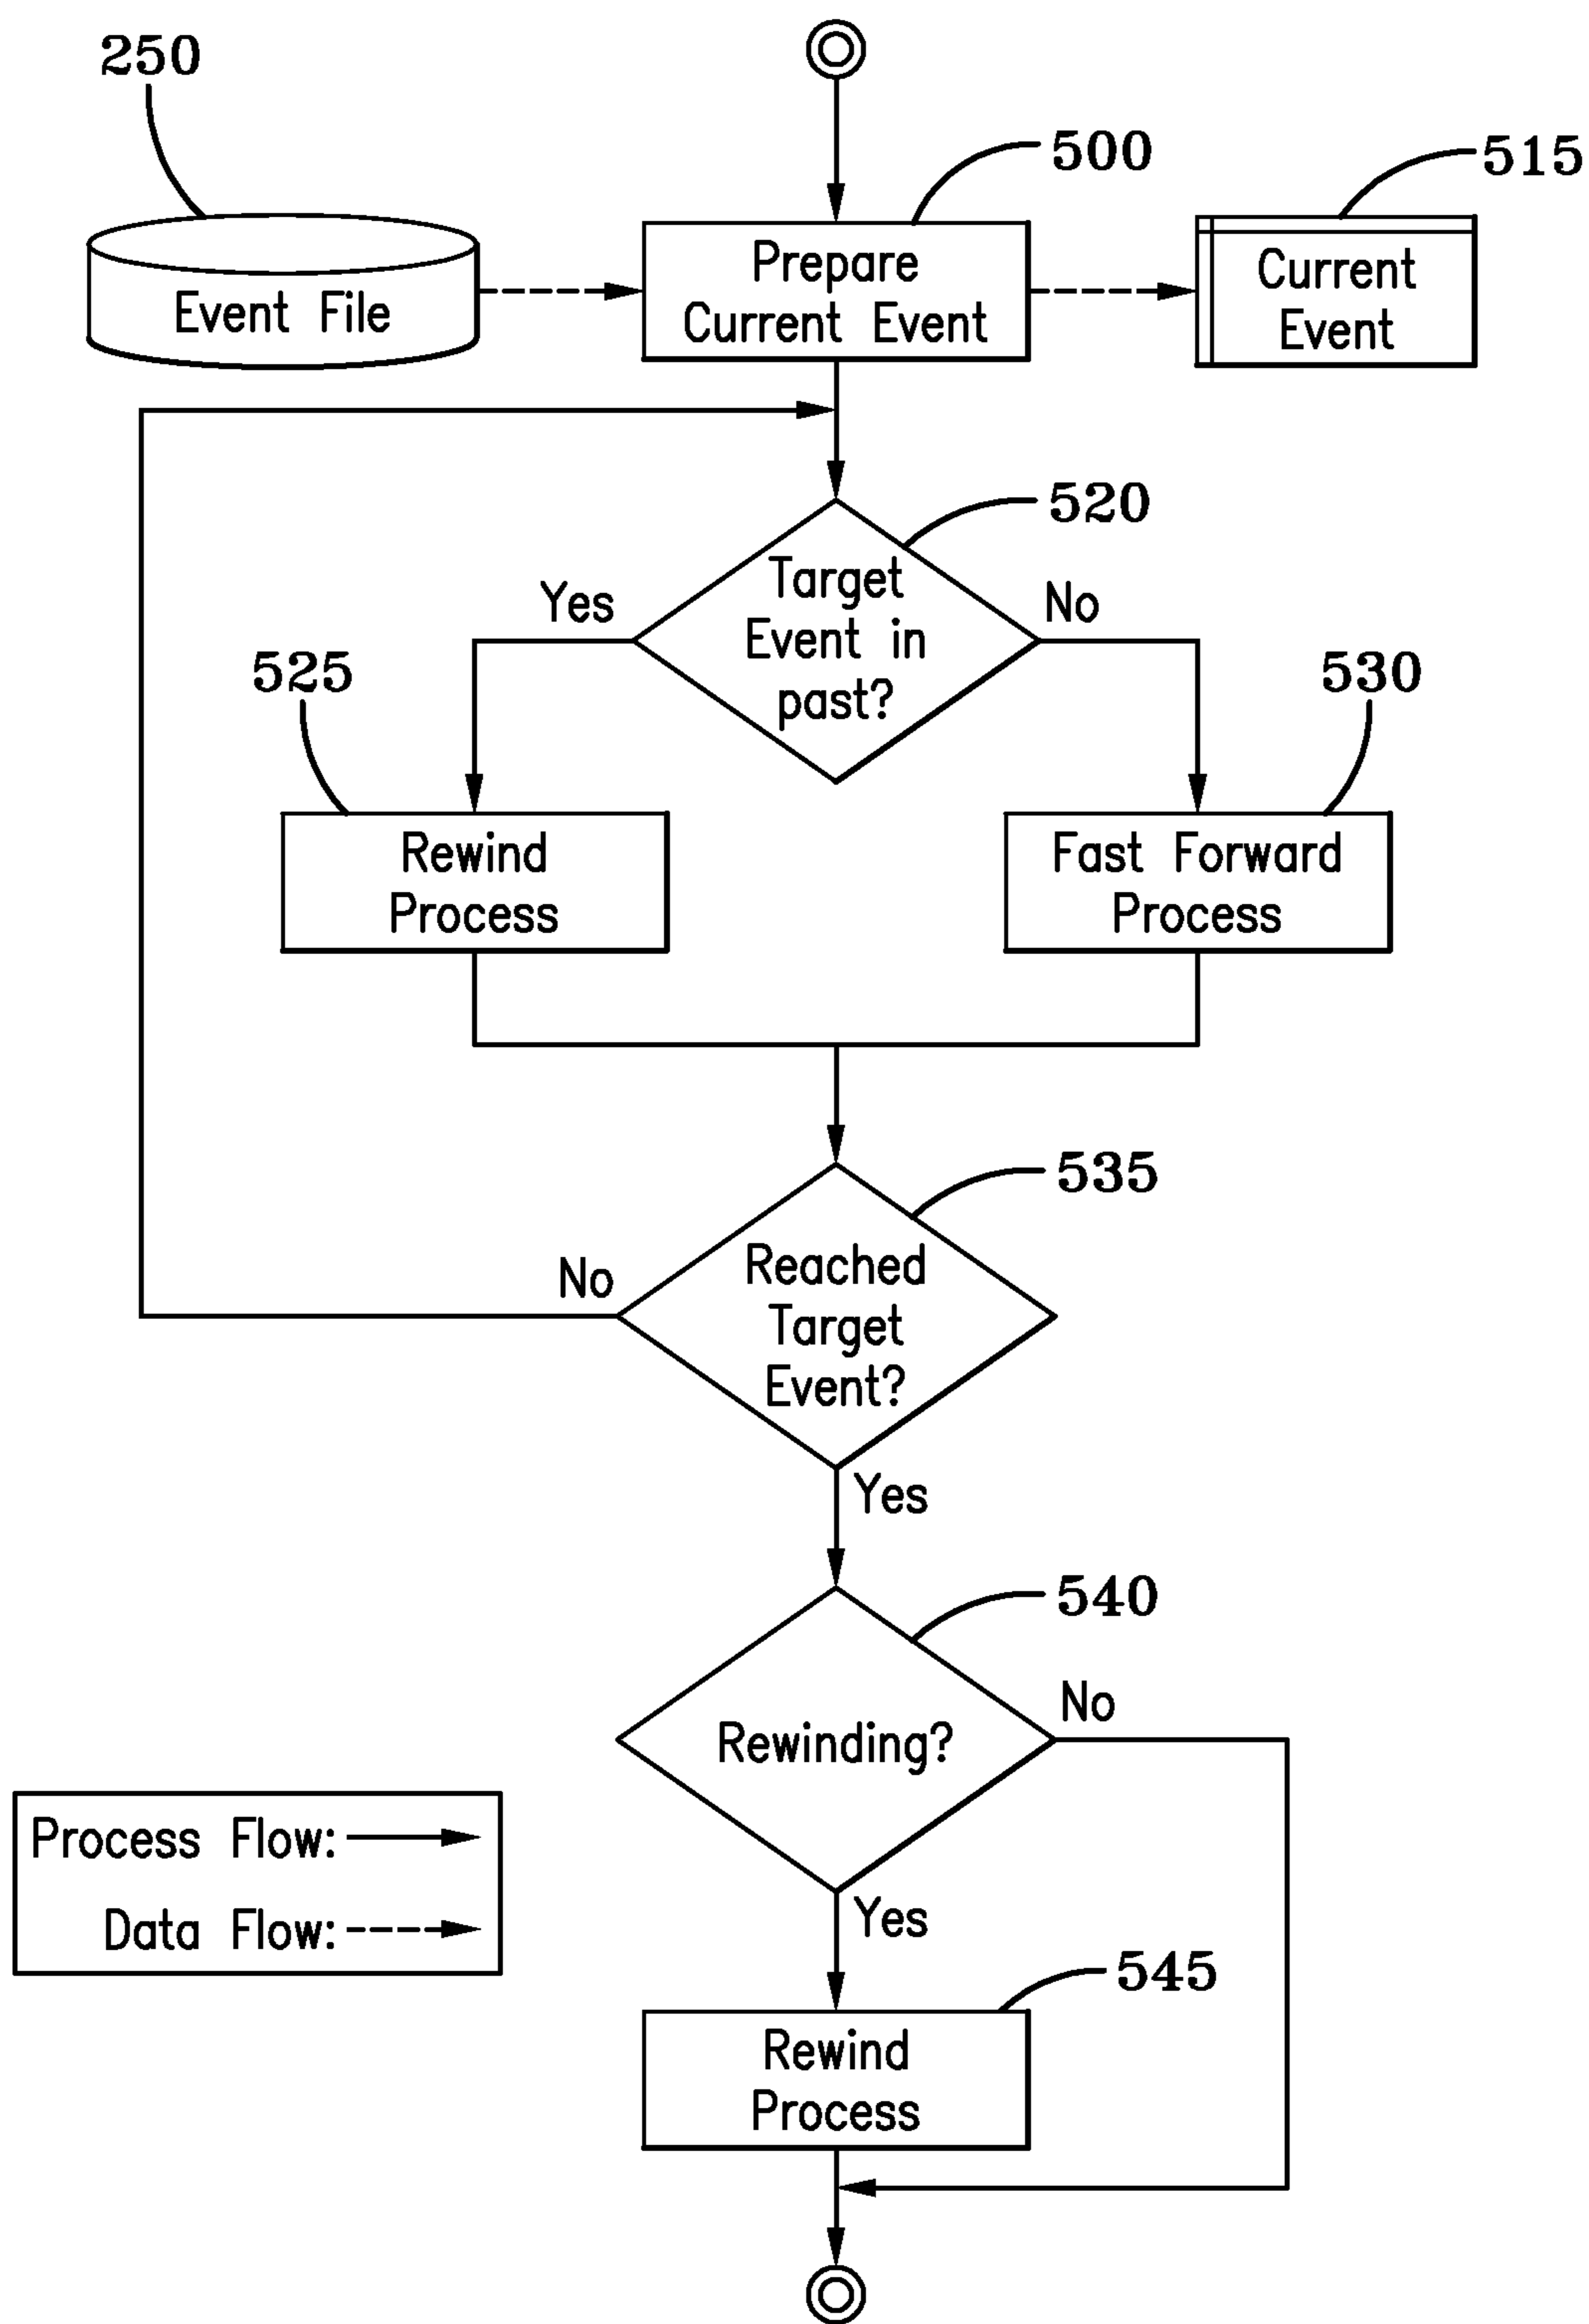 250
500
515
Event File
Prepare
Current Event
Current
Event
520
Target
Event in
past?
Yes
No
525
530
Rewind
Process
Fast Forward
Process
535
Reached
Target
Event?
No
Yes
540
Rewinding?
No
Yes
Process Flow:
Data Flow:
545
Rewind
Process